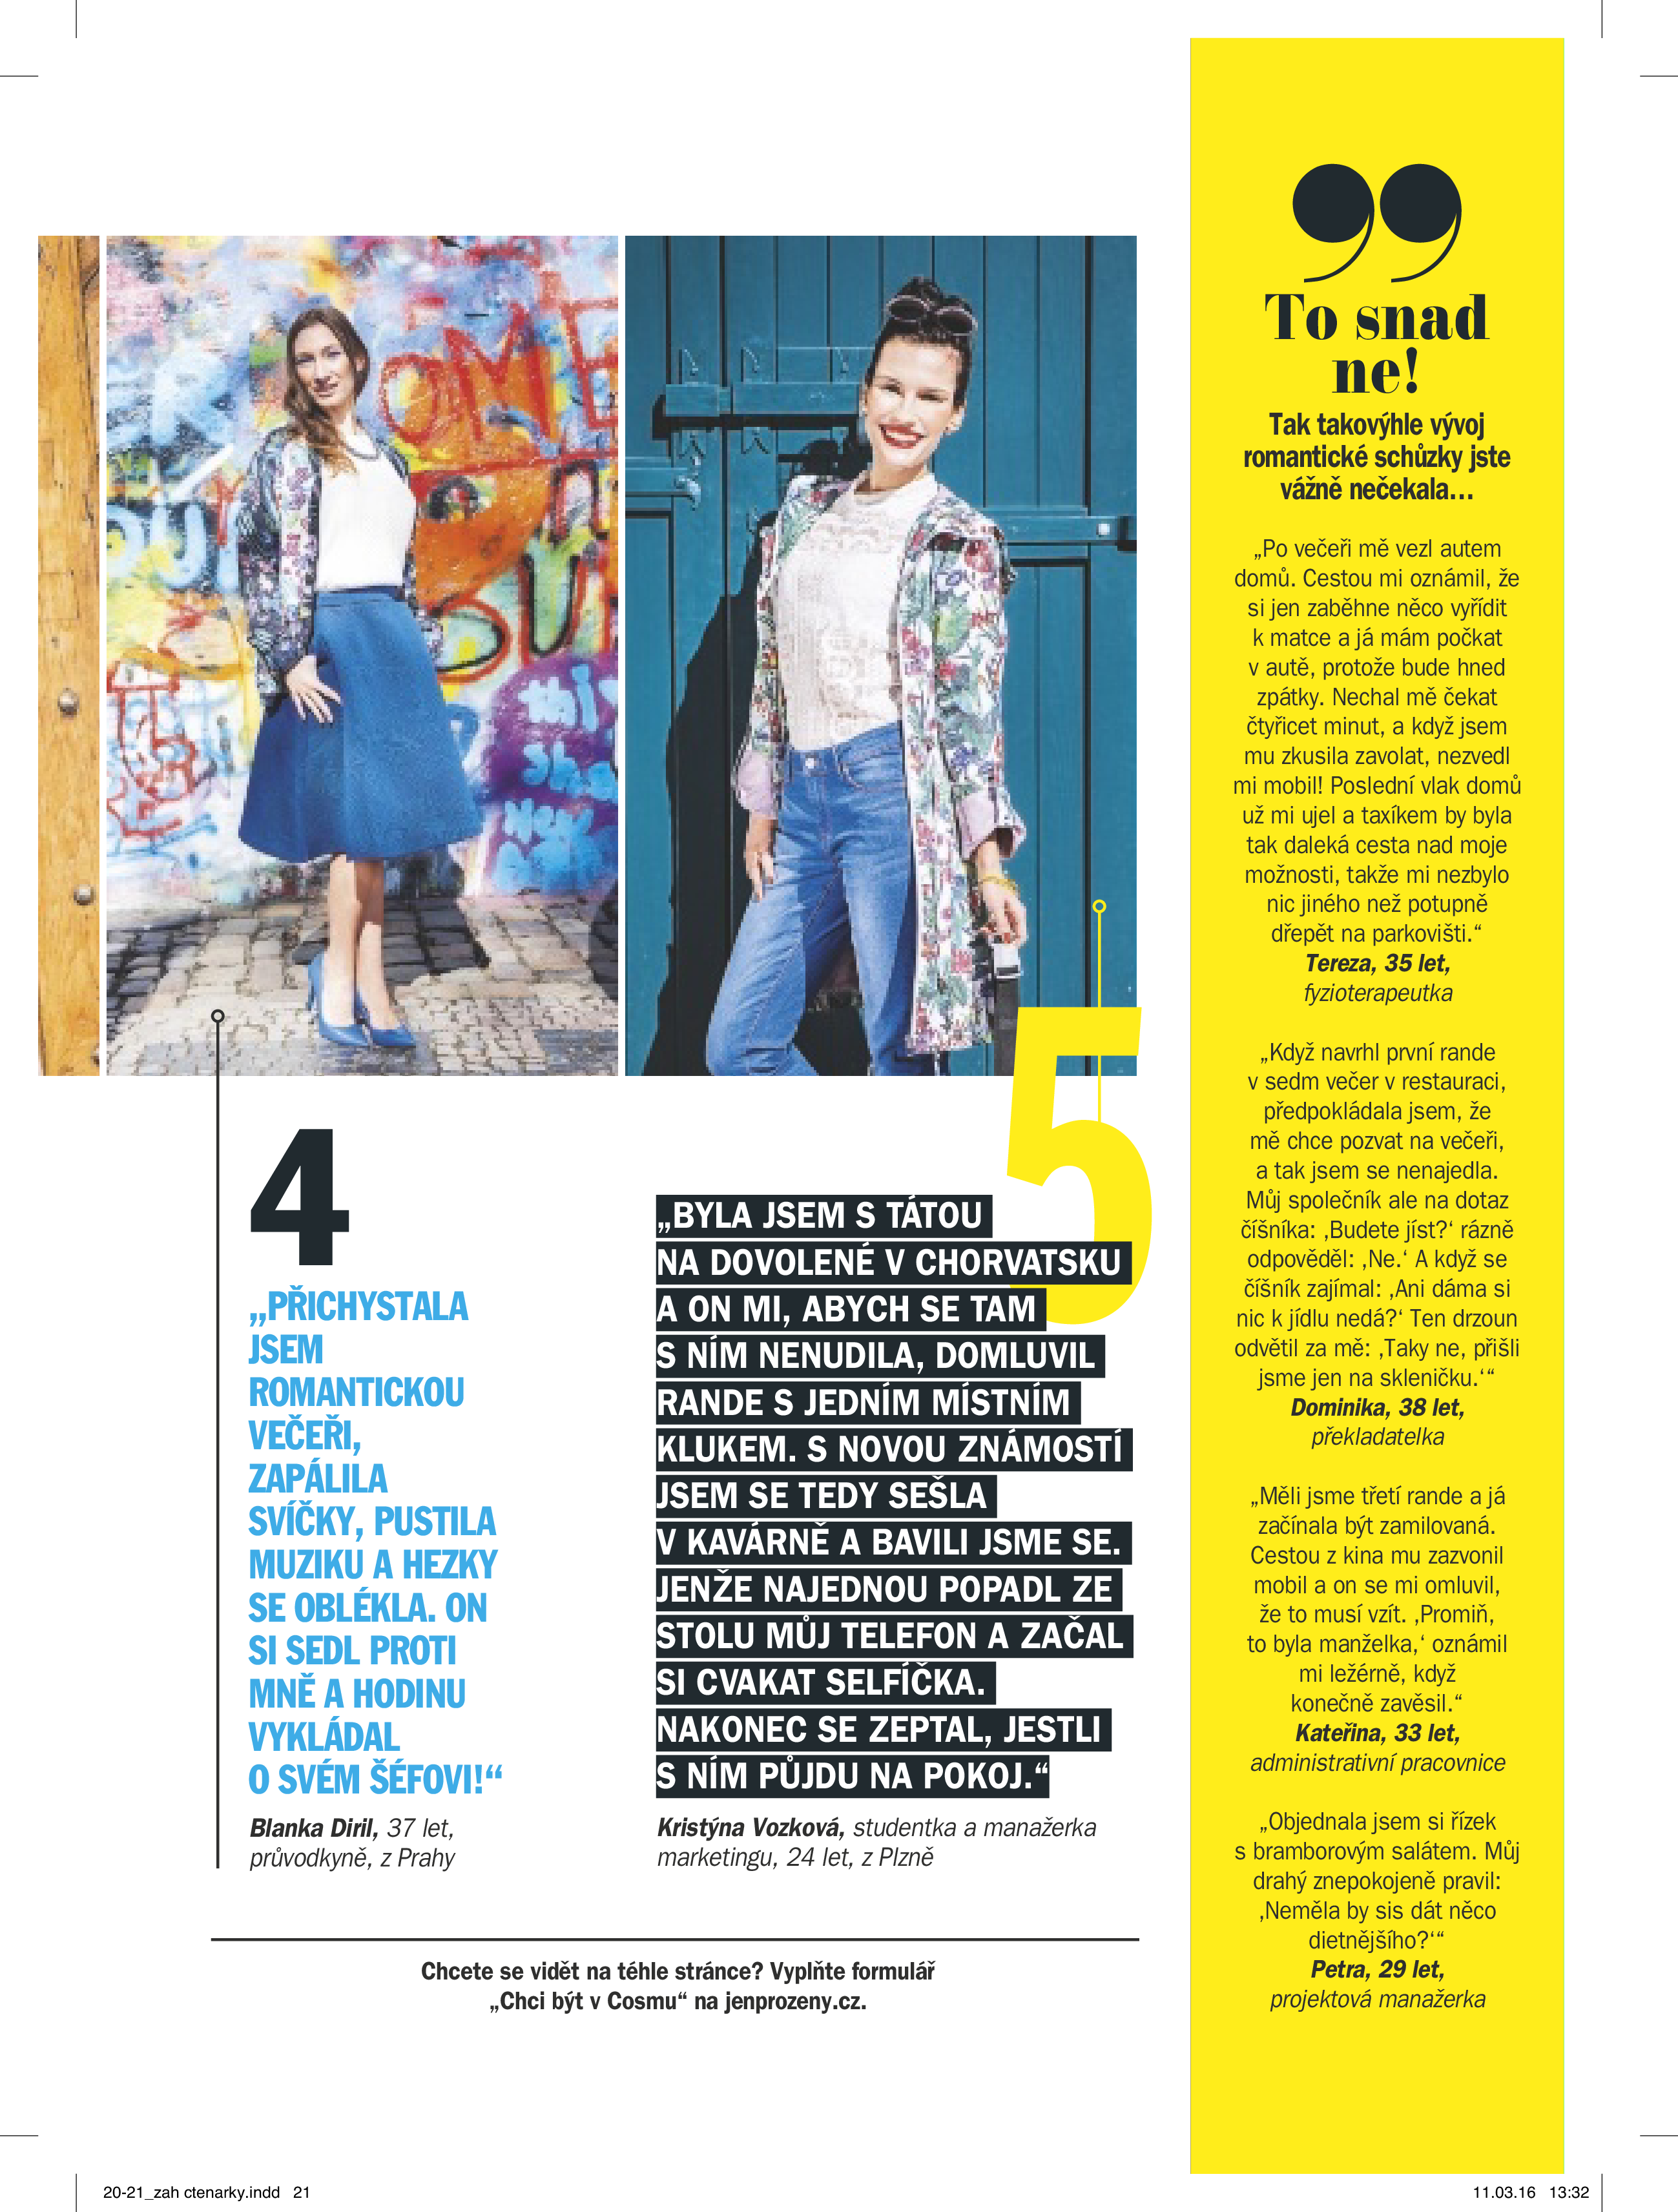 4
„PŘICHYSTALA
JSEM
ROMANTICKOU
VEČEŘI,
ZAPÁLILA
SVÍČKY, PUSTILA
MUZIKU A HEZKY
SE OBLÉKLA. ON
SI SEDL PROTI
MNĚ A HODINU
VYKLÁDAL
O SVÉM ŠÉFOVI!“
Blanka Diril, 37 let,
průvodkyně, z Prahy
5
„BYLA JSEM S TÁTOU
NA DOVOLENÉ V CHORVATSKU
A ON MI, ABYCH SE TAM
S NÍM NENUDILA, DOMLUVIL
RANDE S JEDNÍM MÍSTNÍM
KLUKEM. S NOVOU ZNÁMOSTÍ
JSEM SE TEDY SEŠLA
V KAVÁRNĚ A BAVILI JSME SE.
JENŽE NAJEDNOU POPADL ZE
STOLU MŮJ TELEFON A ZAČAL
SI CVAKAT SELFÍČKA.
NAKONEC SE ZEPTAL, JESTLI
S NÍM PŮJDU NA POKOJ.“
Kristýna Vozková, studentka a manažerka
marketingu, 24 let, z Plzně
Chcete se vidět na téhle stránce? Vyplňte formulář
„Chci být v Cosmu“ na jenprozeny.cz.
”
To snad
ne!
Tak takovýhle vývoj
romantické schůzky jste
vážně nečekala…
„Po večeři mě vezl autem
domů. Cestou mi oznámil, že
si jen zaběhne něco vyřídit
k matce a já mám počkat
v autě, protože bude hned
zpátky. Nechal mě čekat
čtyřicet minut, a když jsem
mu zkusila zavolat, nezvedl
mi mobil! Poslední vlak domů
už mi ujel a taxíkem by byla
tak daleká cesta nad moje
možnosti, takže mi nezbylo
nic jiného než potupně
dřepět na parkovišti.“
Tereza, 35 let,
fyzioterapeutka
„Když navrhl první rande
v sedm večer v restauraci,
předpokládala jsem, že
mě chce pozvat na večeři,
a tak jsem se nenajedla.
Můj společník ale na dotaz
číšníka: ‚Budete jíst?‘ rázně
odpověděl: ‚Ne.‘ A když se
číšník zajímal: ‚Ani dáma si
nic k jídlu nedá?‘ Ten drzoun
odvětil za mě: ‚Taky ne, přišli
jsme jen na skleničku.‘“
Dominika, 38 let,
překladatelka
„Měli jsme třetí rande a já
začínala být zamilovaná.
Cestou z kina mu zazvonil
mobil a on se mi omluvil,
že to musí vzít. ‚Promiň,
to byla manželka,‘ oznámil
mi ležérně, když
konečně zavěsil.“
Kateřina, 33 let,
administrativní pracovnice
„Objednala jsem si řízek
s bramborovým salátem. Můj
drahý znepokojeně pravil:
‚Neměla by sis dát něco
dietnějšího?‘“
Petra, 29 let,
projektová manažerka
20-21_zah ctenarky.indd 21
11.03.16 13:32